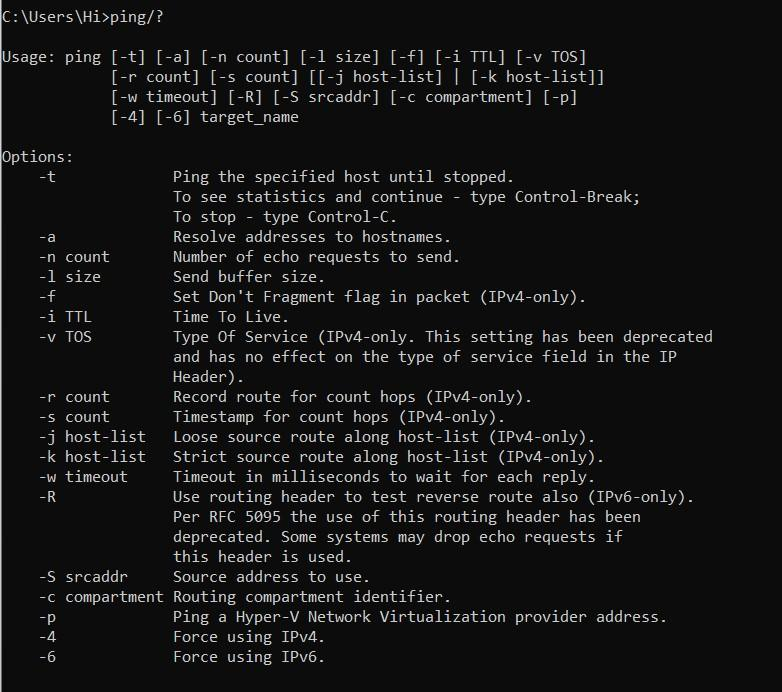 C:\Users\Hi>ping/?
Usage: ping [-t] [-a] [-n count] [-l size] [-f] [-i TTL] [-v TOS]
            [-r count] [-s count] [[-j host-list] | [-k host-list]]
            [-w timeout] [-R] [-S srcaddr] [-c compartment] [-p]
            [-4] [-6] target_name
Options:
    -t             Ping the specified host until stopped.
                   To see statistics and continue - type Control-Break;
                   To stop - type Control-C.
    -a             Resolve addresses to hostnames.
    -n count       Number of echo requests to send.
    -l size        Send buffer size.
    -f             Set Don't Fragment flag in packet (IPv4-only).
    -i TTL         Time To Live.
    -v TOS         Type Of Service (IPv4-only. This setting has been deprecated
                   and has no effect on the type of service field in the IP
                   Header).
    -r count       Record route for count hops (IPv4-only).
    -s count       Timestamp for count hops (IPv4-only).
    -j host-list   Loose source route along host-list (IPv4-only).
    -k host-list   Strict source route along host-list (IPv4-only).
    -w timeout     Timeout in milliseconds to wait for each reply.
    -R             Use routing header to test reverse route also (IPv6-only).
                   Per RFC 5095 the use of this routing header has been
                   deprecated. Some systems may drop echo requests if
                   this header is used.
    -S srcaddr     Source address to use.
    -c compartment Routing compartment identifier.
    -p             Ping a Hyper-V Network Virtualization provider address.
    -4             Force using IPv4.
    -6             Force using IPv6.